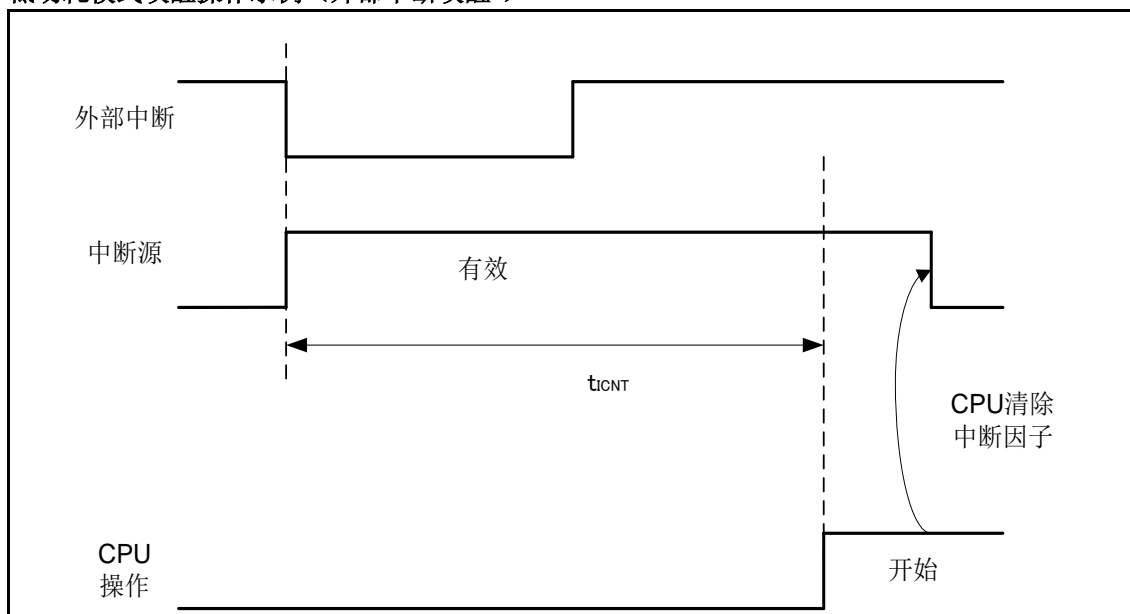 外部中断
中断源
有效
tICNT
CPU清除
中断因子
CPU
操作
开始